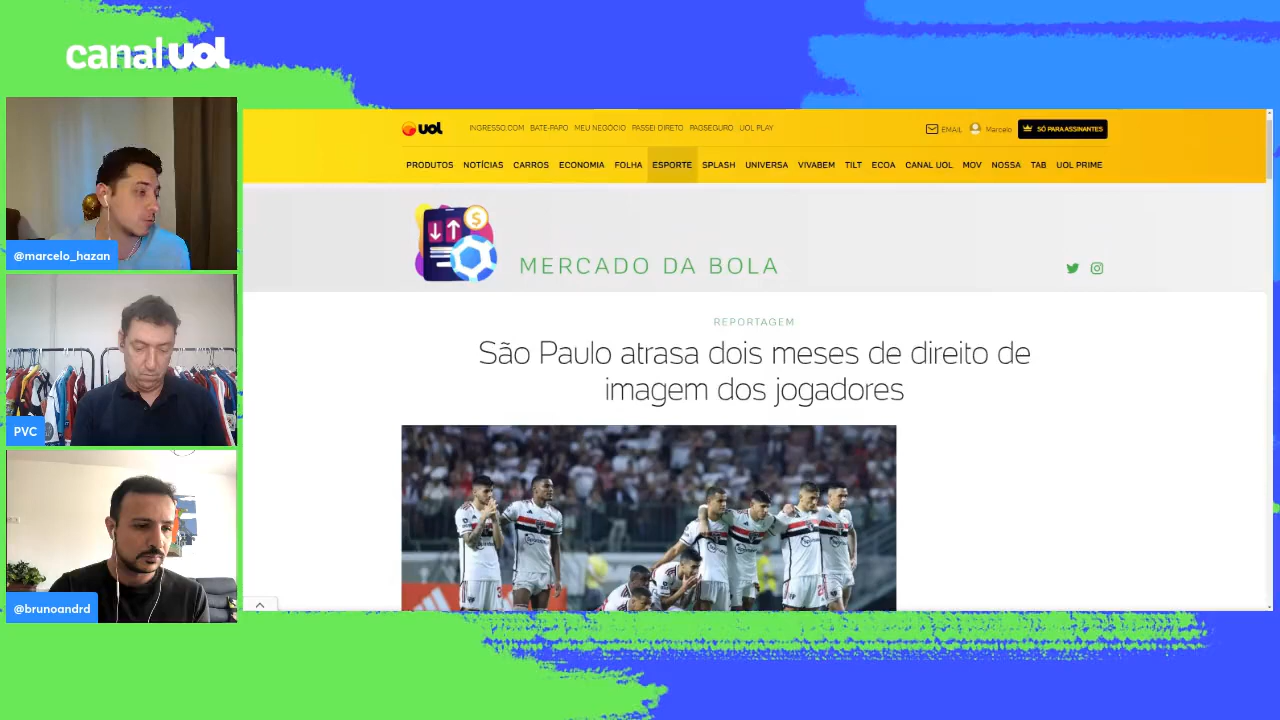 canal uol
@marcelo_hazan
PVC
@brunoandrd
uol
INGRESSO.COM BATE-PAPO MEU NEGÓCIO PASSEI DIRETO PAGSEGURO UOL PLAY
EMAIL Marcelo SÓ PARA ASSINANTES
PRODUTOS NOTÍCIAS CARROS ECONOMIA FOLHA ESPORTE SPLASH UNIVERSA VIVABEM TILT ECOA CANAL UOL MOV NOSSA TAB UOL PRIME
MERCADO DA BOLA
REPORTAGEM
São Paulo atrasa dois meses de direito de
imagem dos jogadores